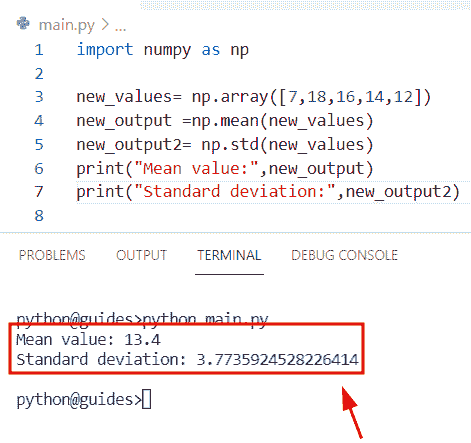 main.py > ...
1 import numpy as np
2
3 new_values= np.array([7,18,16,14,12])
4 new_output =np.mean(new_values)
5 new_output2= np.std(new_values)
6 print("Mean value:",new_output)
7 print("Standard deviation:",new_output2)
8
PROBLEMS OUTPUT TERMINAL DEBUG CONSOLE
python@guides>python main.py
Mean value: 13.4
Standard deviation: 3.7735924528226414
python@guides>